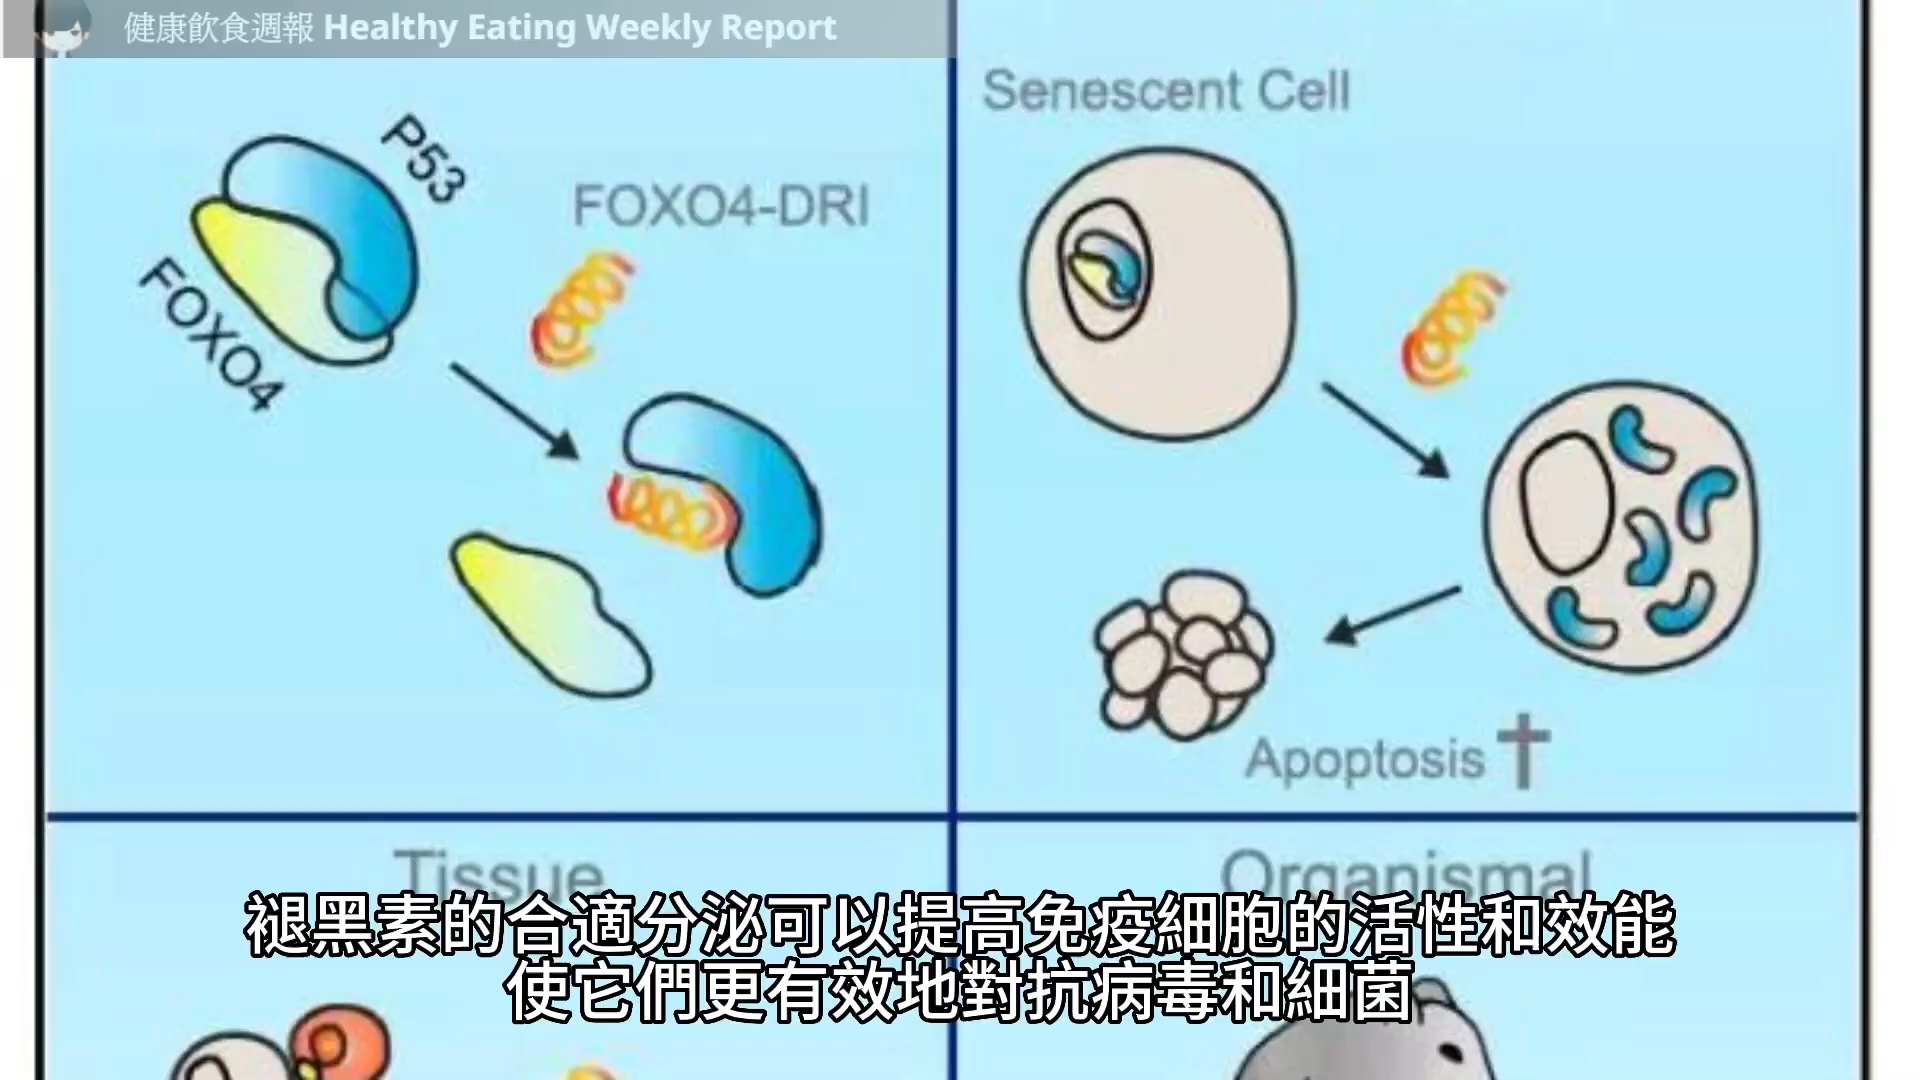 健康飲食週報 Healthy Eating Weekly Report
P53
FOXO4
FOXO4-DRI
Senescent Cell
Apoptosis
Tissue
Organismal
褪黑素的合適分泌可以提高免疫細胞的活性和效能
使它們更有效地對抗病毒和細菌